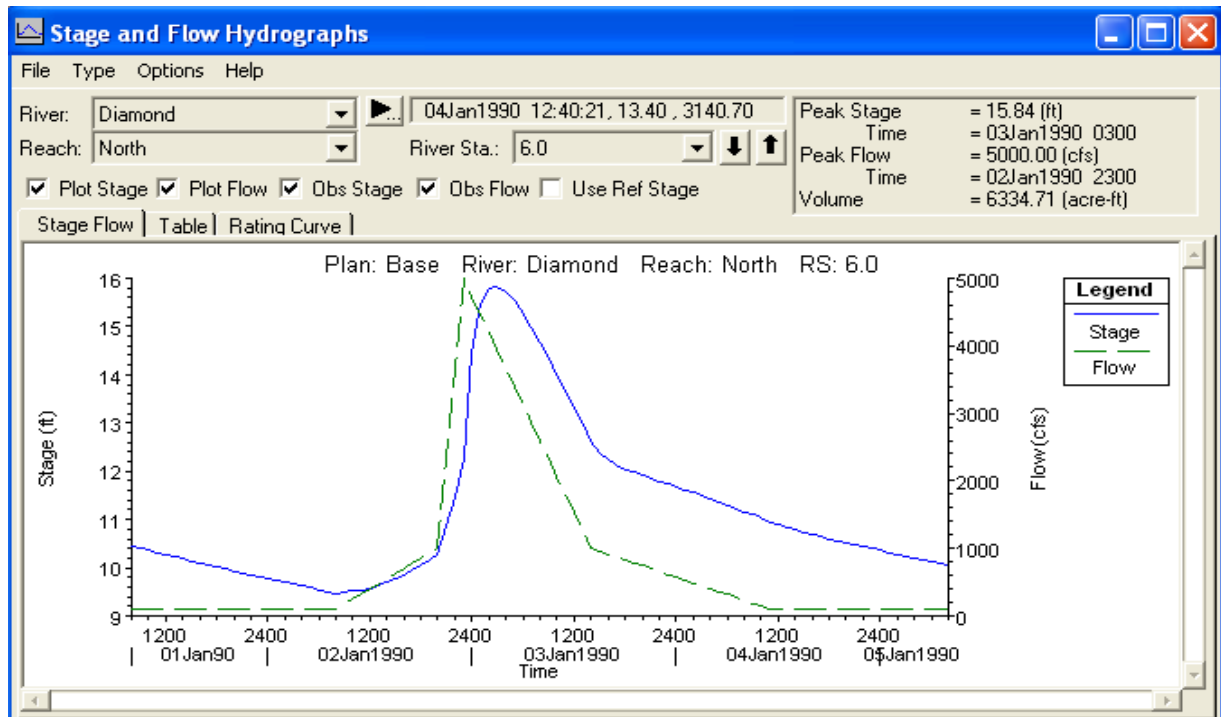 Stage and Flow Hydrographs
File Type Options Help
River: Diamond 04Jan1990 12:40:21, 13.40 , 3140.70
Reach: North River Sta.: 6.0
Plot Stage Plot Flow Obs Stage Obs Flow Use Ref Stage
Peak Stage = 15.84 (ft)
Time = 03Jan1990 0300
Peak Flow = 5000.00 (cfs)
Time = 02Jan1990 2300
Volume = 6334.71 (acre-ft)
Stage Flow Table Rating Curve
Plan: Base River: Diamond Reach: North RS: 6.0
16
15
14
13
12
11
10
9
Stage (ft)
5000
4000
3000
2000
1000
0
Flow (cfs)
Legend
Stage
Flow
1200 2400 1200 2400 1200 2400 1200 2400
01Jan90 02Jan1990 03Jan1990 04Jan1990 05Jan1990
Time